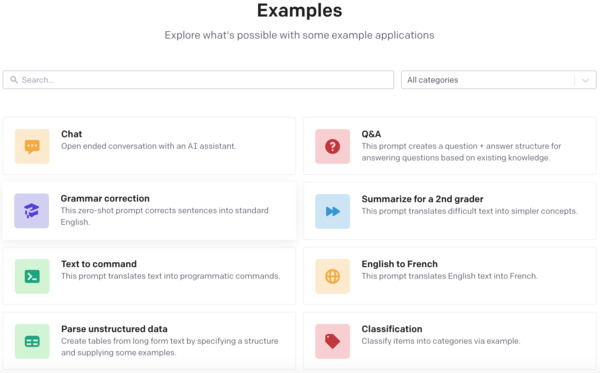 Examples
Explore what's possible with some example applications
Search...
All categories
Chat
Open ended conversation with an AI assistant.
Q&A
This prompt creates a question + answer structure for
answering questions based on existing knowledge.
Grammar correction
This zero-shot prompt corrects sentences into standard
English.
Summarize for a 2nd grader
This prompt translates difficult text into simpler concepts.
Text to command
This prompt translates text into programmatic commands.
English to French
This prompt translates English text into French.
Parse unstructured data
Create tables from long form text by specifying a structure
and supplying some examples.
Classification
Classify items into categories via example.